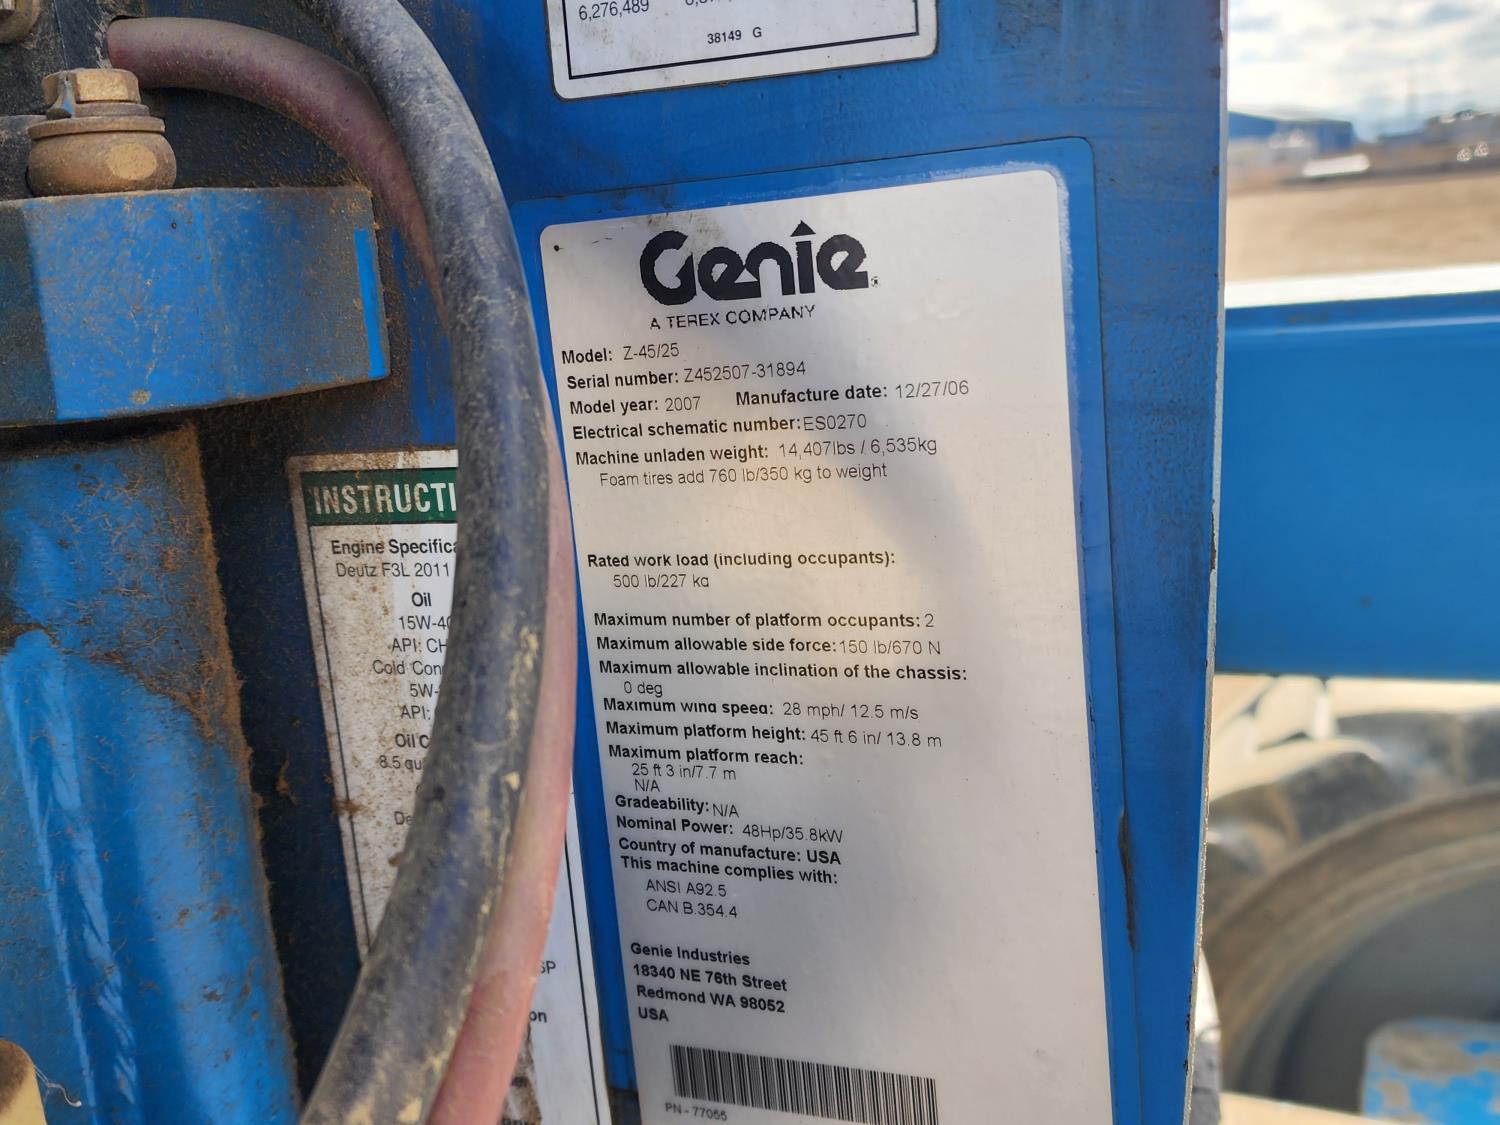 6,276,489
38149 G
Genie
A TEREX COMPANY
Model: Z-45/25
Serial number: Z452507-31894
Model year: 2007 Manufacture date: 12/27/06
Electrical schematic number: ES0270
Machine unladen weight: 14,407lbs / 6,535kg
Foam tires add 760 lb/350 kg to weight
Rated work load (including occupants):
500 lb/227 kg
Maximum number of platform occupants: 2
Maximum allowable side force: 150 lb/670 N
Maximum allowable inclination of the chassis:
0 deg
Maximum wind speed: 28 mph/ 12.5 m/s
Maximum platform height: 45 ft 6 in/ 13.8 m
Maximum platform reach:
25 ft 3 in/7.7 m
N/A
Gradeability: N/A
Nominal Power: 48Hp/35.8kW
Country of manufacture: USA
This machine complies with:
ANSI A92.5
CAN B.354.4
Genie Industries
18340 NE 76th Street
Redmond WA 98052
USA
PN - 77055
INSTRUCTI
Engine Specifica
Deutz F3L 2011
Oil
15W-40
API: CH
Cold Con
5W-
API:
Oil C
8.5 qu
De